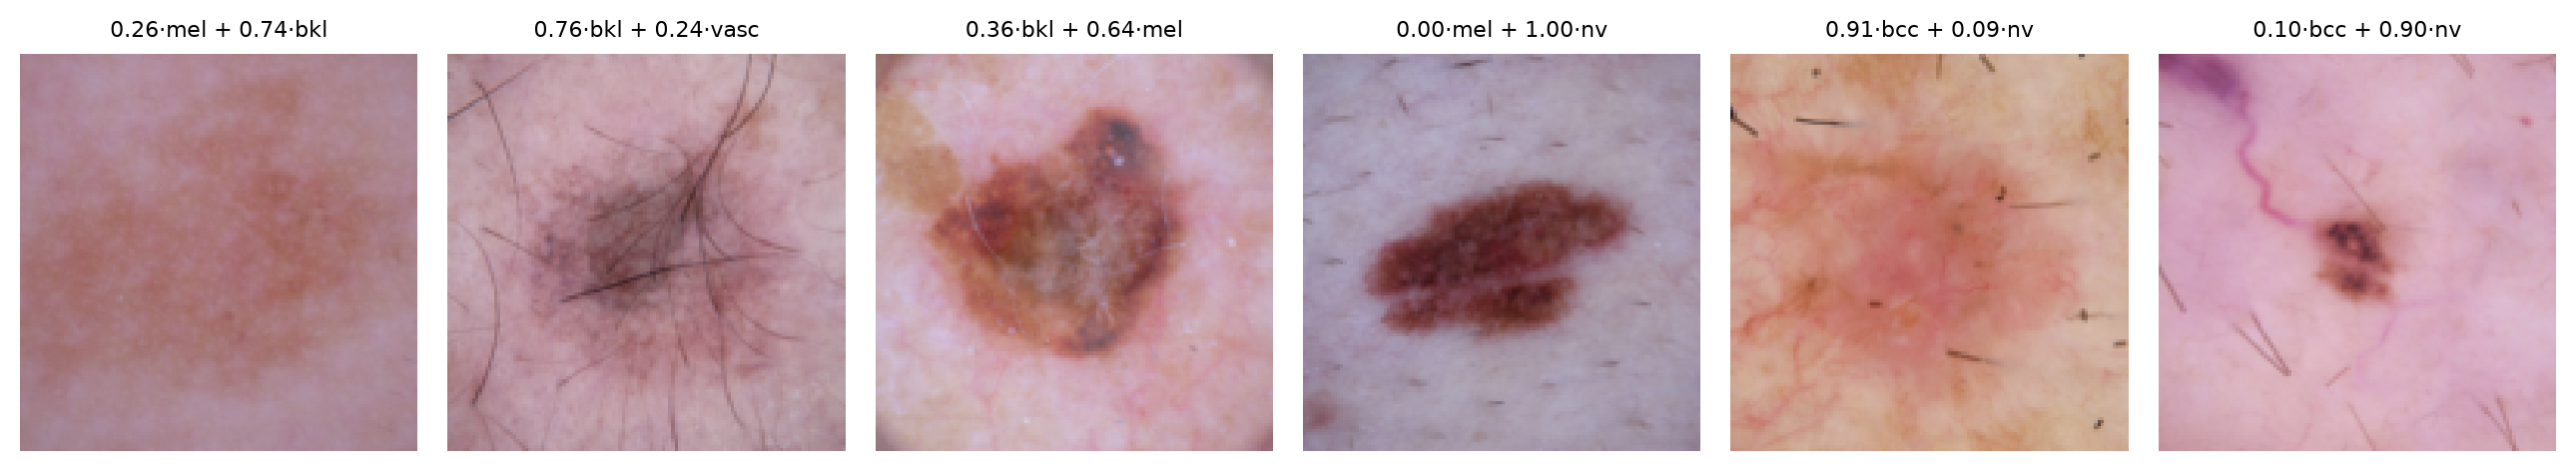 0.26·mel + 0.74·bkl
0.76·bkl + 0.24·vasc
0.36·bkl + 0.64·mel
0.00·mel + 1.00·nv
0.91·bcc + 0.09·nv
0.10·bcc + 0.90·nv